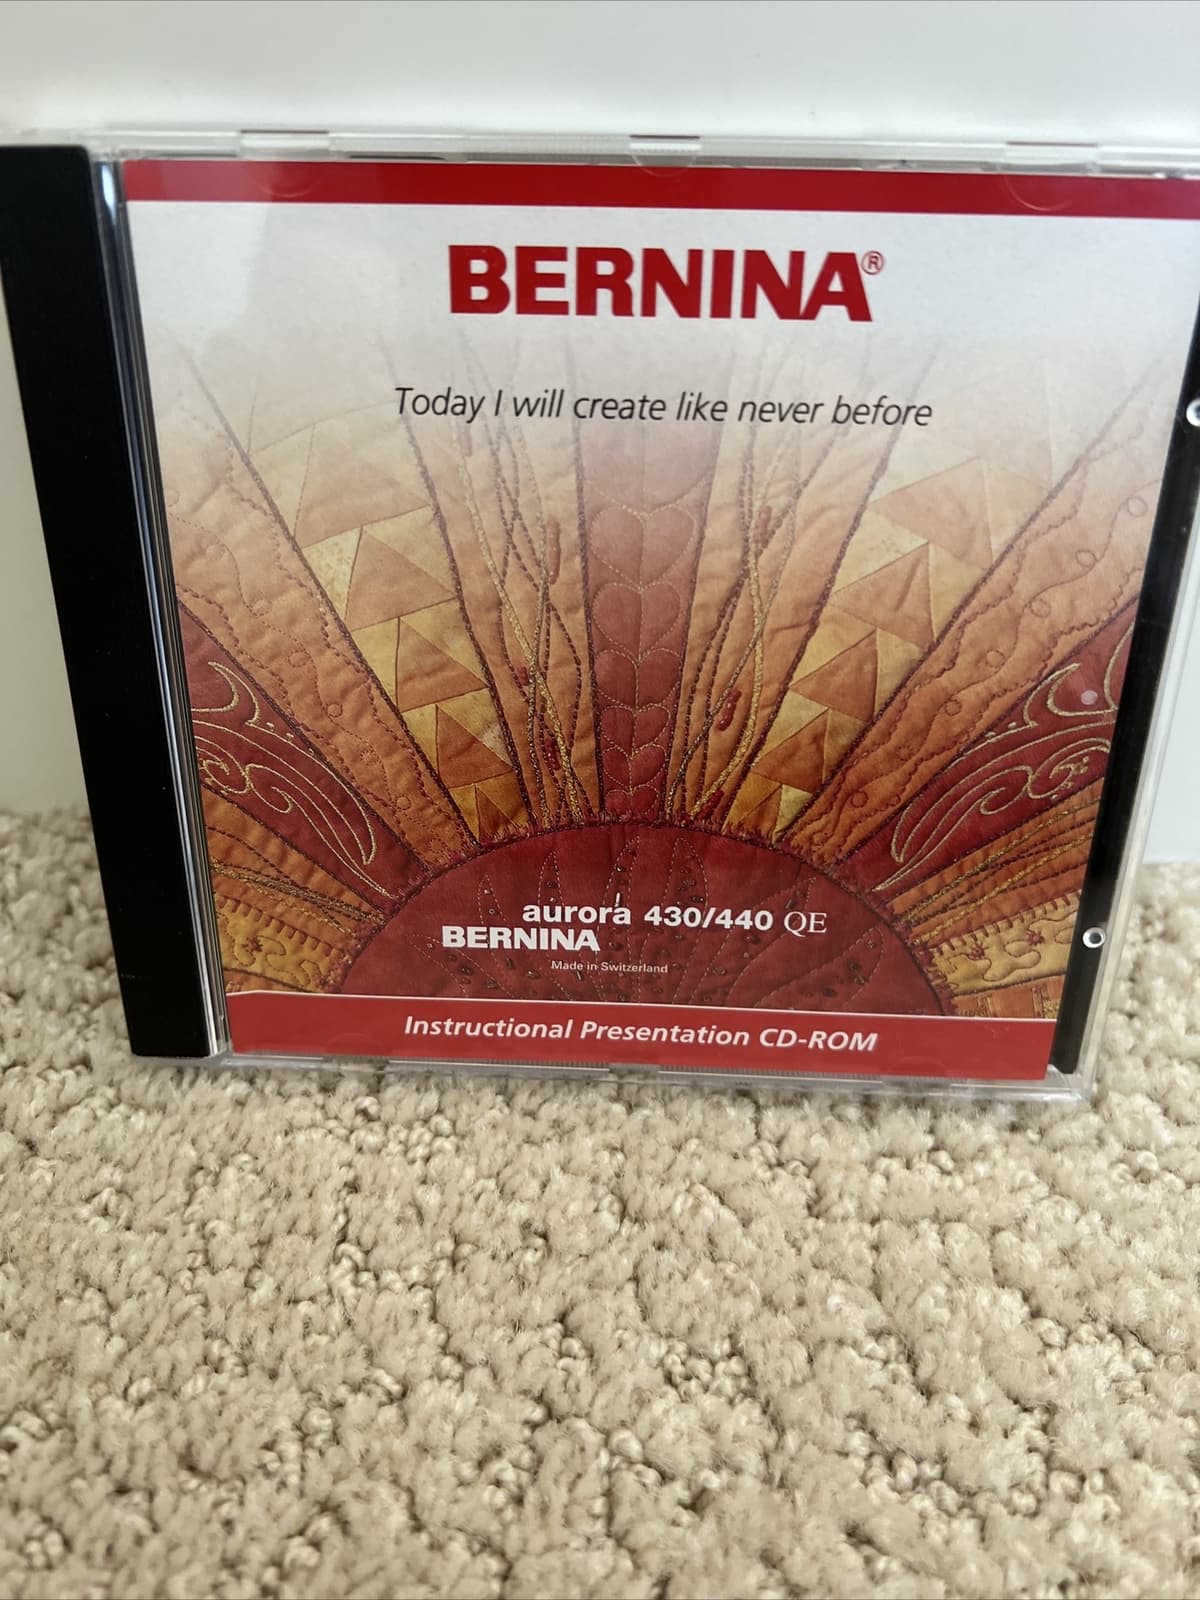 BERNINA®
Today I will create like never before
aurora 430/440 QE
BERNINA
Made in Switzerland
Instructional Presentation CD-ROM